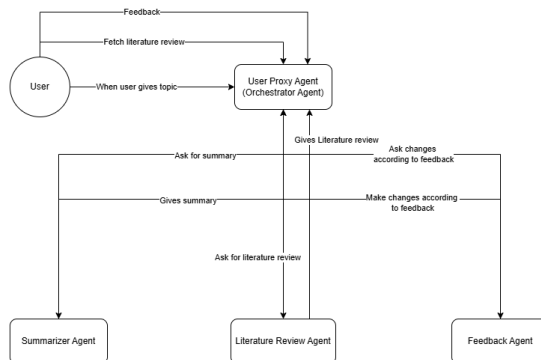 Feedback
Fetch literature review
User
When user gives topic
User Proxy Agent
(Orchestrator Agent)
Gives Literature review
Ask for summary
Ask changes
according to feedback
Gives summary
Make changes according
to feedback
Ask for literature review
Summarizer Agent
Literature Review Agent
Feedback Agent